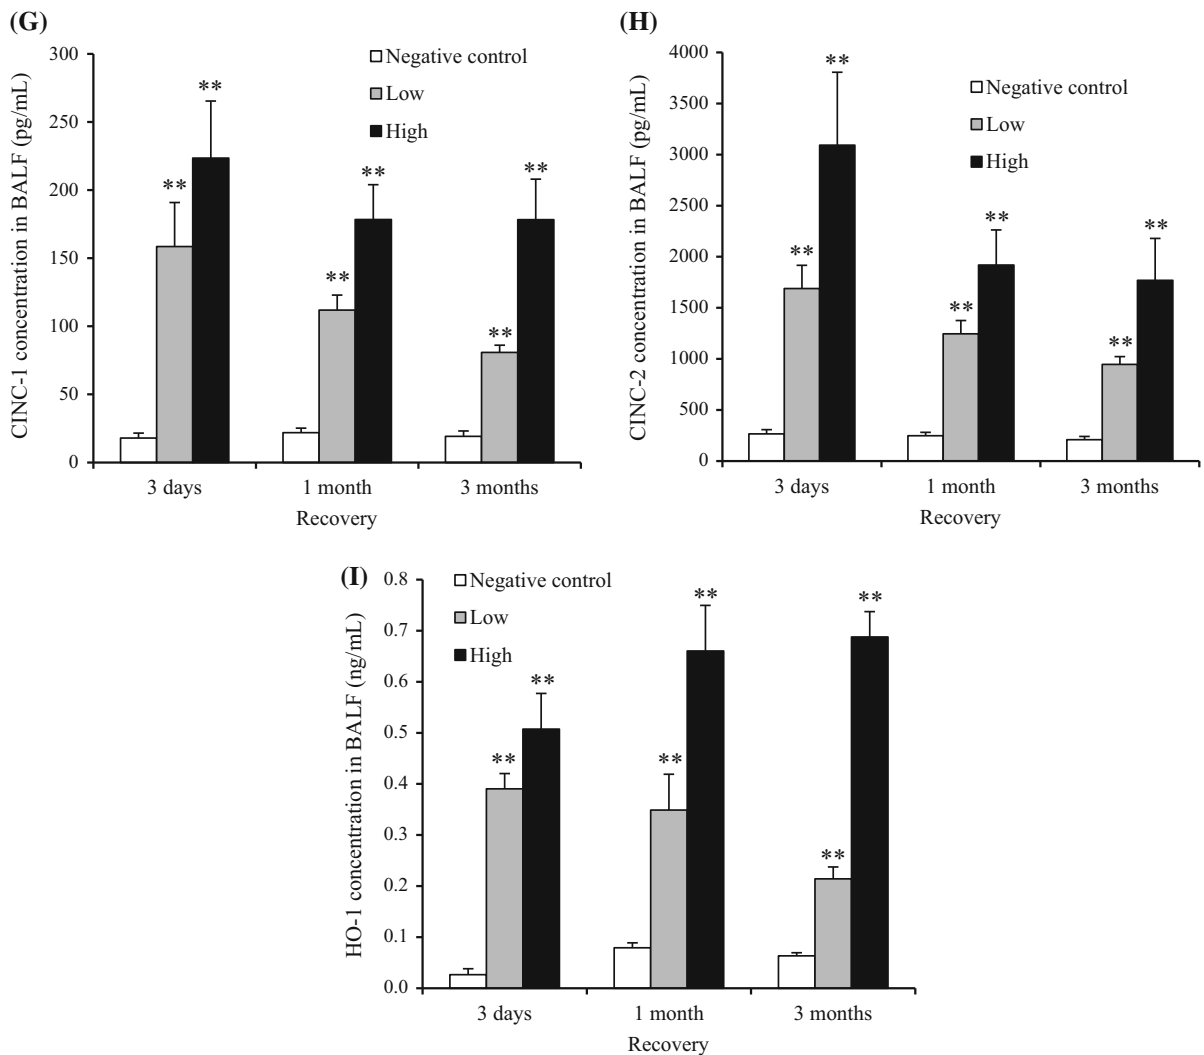 (G)
CINC-1 concentration in BALF (pg/mL)
300
250
200
150
100
50
0
Negative control
Low
High
**
**
**
**
**
**
3 days
1 month
3 months
Recovery
(H)
CINC-2 concentration in BALF (pg/mL)
4000
3500
3000
2500
2000
1500
1000
500
0
Negative control
Low
High
**
**
**
**
**
**
3 days
1 month
3 months
Recovery
(I)
HO-1 concentration in BALF (ng/mL)
0.8
0.7
0.6
0.5
0.4
0.3
0.2
0.1
0.0
Negative control
Low
High
**
**
**
**
**
**
3 days
1 month
3 months
Recovery